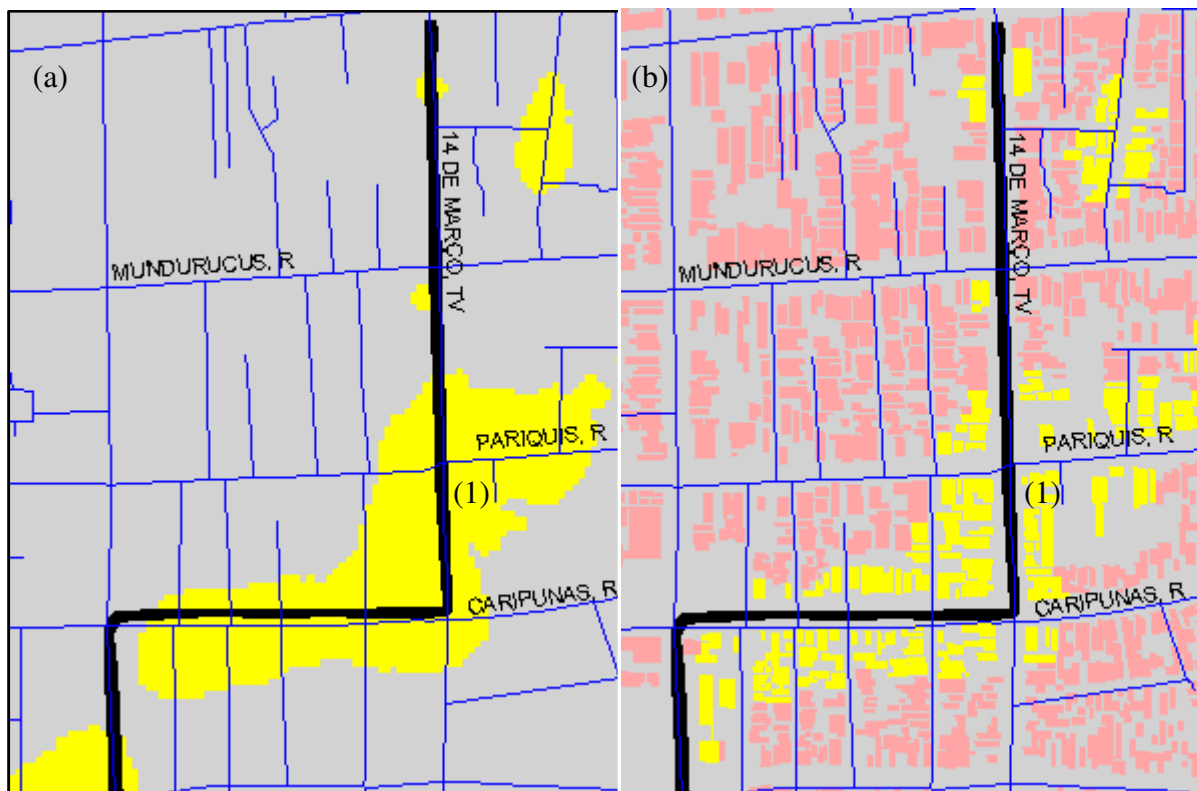 (a)
14 DE MARÇO, TV
MUNDURUCUS, R
PARIQUIS, R
(1)
CARIPUNAS, R
(b)
14 DE MARÇO, TV
MUNDURUCUS, R
PARIQUIS, R
(1)
CARIPUNAS, R